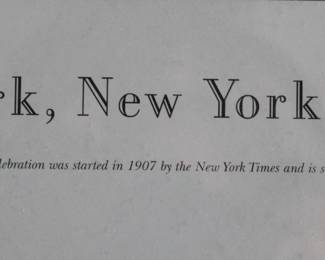 rk, New York
lebration was started in 1907 by the New York Times and is s